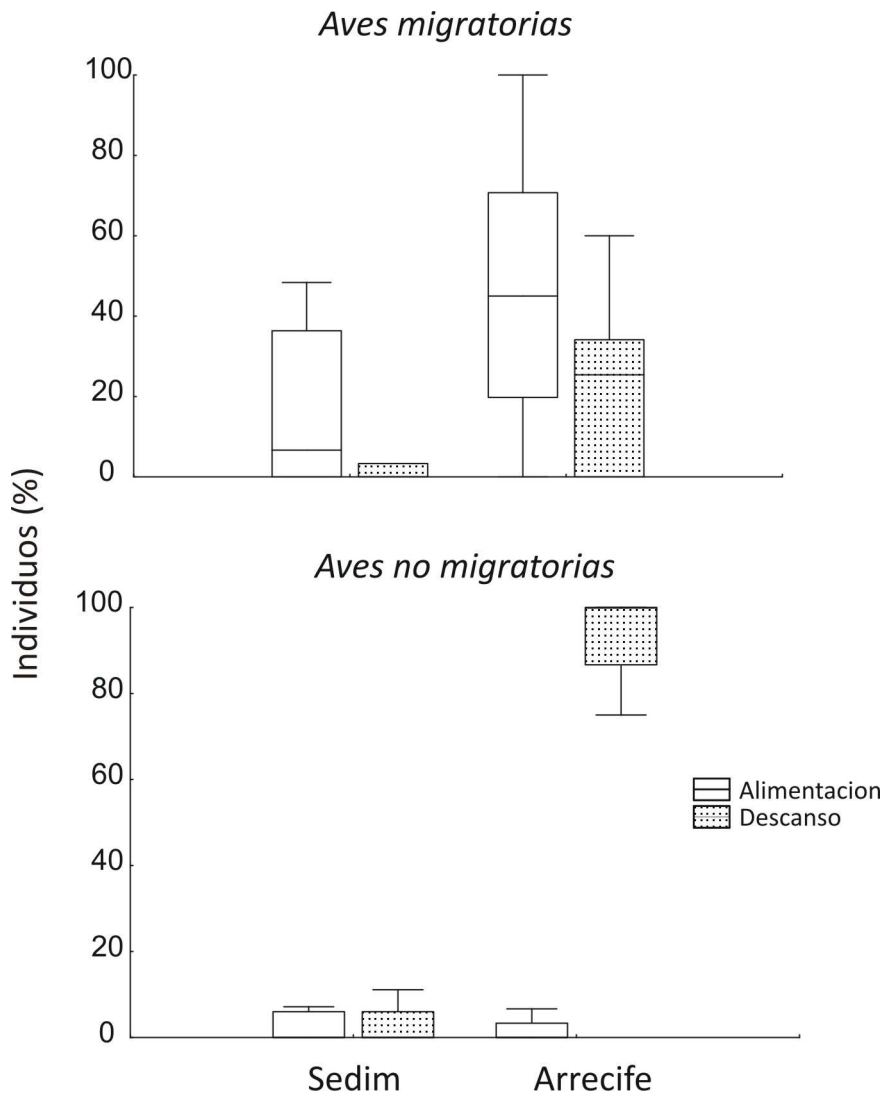 Aves migratorias
100
80
60
40
20
0
Individuos (%)
Aves no migratorias
100
80
60
40
20
0
Alimentacion
Descanso
Sedim Arrecife